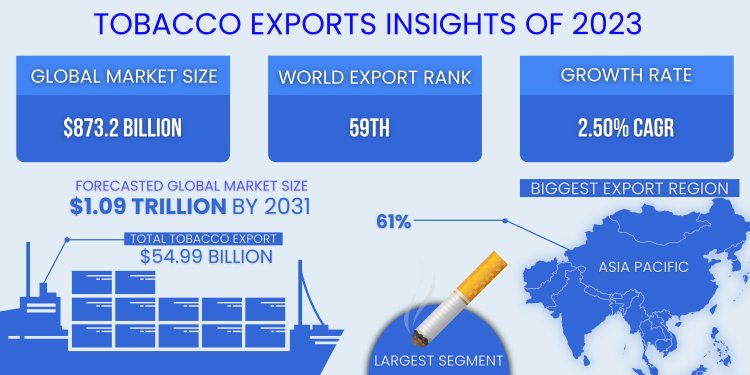 TOBACCO EXPORTS INSIGHTS OF 2023
GLOBAL MARKET SIZE
$873.2 BILLION
WORLD EXPORT RANK
59TH
GROWTH RATE
2.50% CAGR
FORECASTED GLOBAL MARKET SIZE
$1.09 TRILLION BY 2031
TOTAL TOBACCO EXPORT
$54.99 BILLION
BIGGEST EXPORT REGION
61%
ASIA PACIFIC
LARGEST SEGMENT